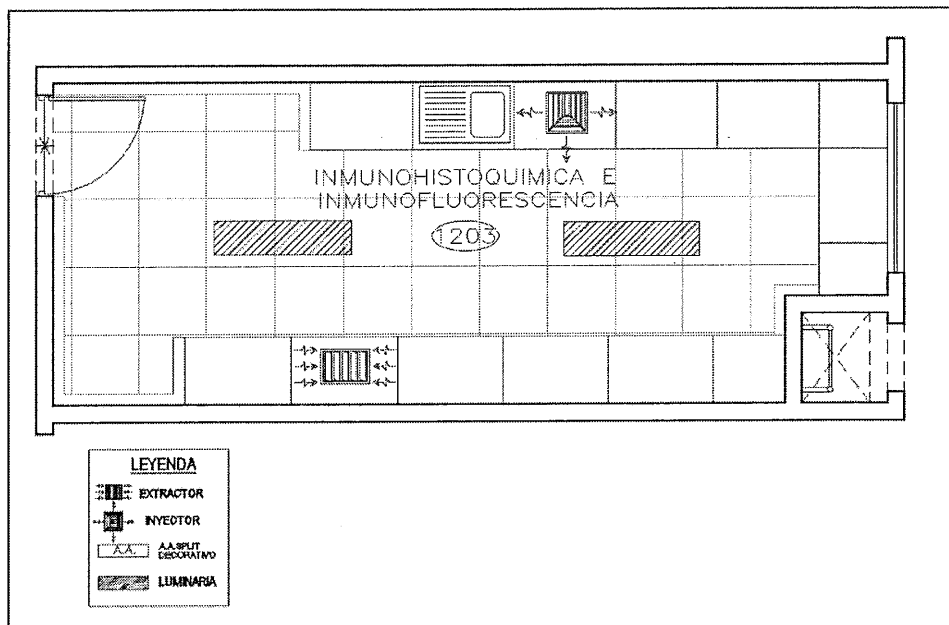 INMUNOHISTOQUIMICA E
INMUNOFLUORESCENCIA
1203
LEYENDA
EXTRACTOR
INYECTOR
A.A.
A.A.SPLIT
DECORATIVO
LUMINARIA